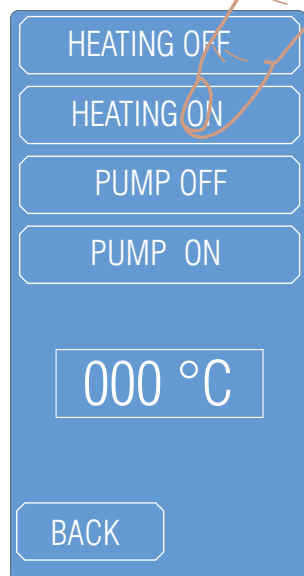 HEATING OFF
HEATING ON
PUMP OFF
PUMP ON
000 °C
BACK